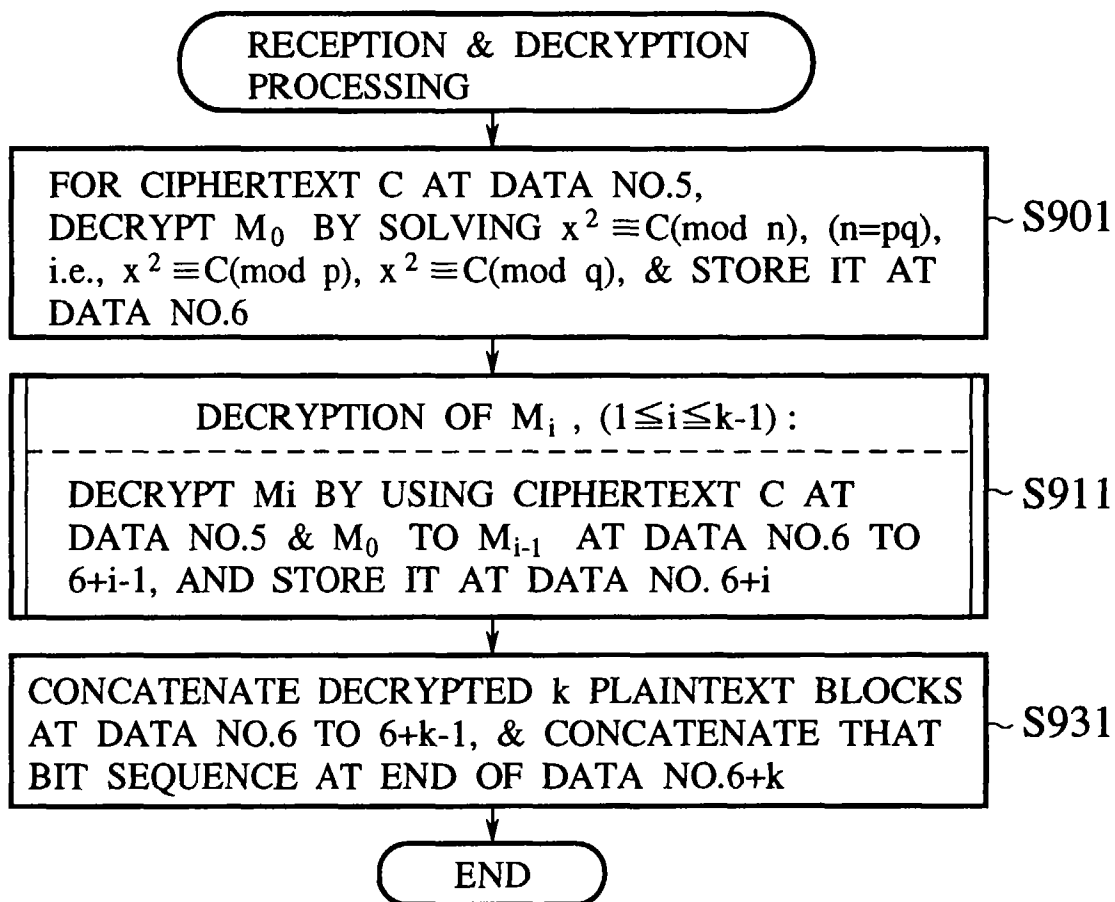 RECEPTION & DECRYPTION
PROCESSING
FOR CIPHERTEXT C AT DATA NO.5,
DECRYPT M₀ BY SOLVING x² ≡C(mod n), (n=pq),
i.e., x² ≡C(mod p), x² ≡C(mod q), & STORE IT AT
DATA NO.6
~ S901
DECRYPTION OF Mᵢ , (1≦i≦k-1) :
DECRYPT Mi BY USING CIPHERTEXT C AT
DATA NO.5 & M₀ TO Mᵢ₋₁ AT DATA NO.6 TO
6+i-1, AND STORE IT AT DATA NO. 6+i
~ S911
CONCATENATE DECRYPTED k PLAINTEXT BLOCKS
AT DATA NO.6 TO 6+k-1, & CONCATENATE THAT
BIT SEQUENCE AT END OF DATA NO.6+k
~ S931
END